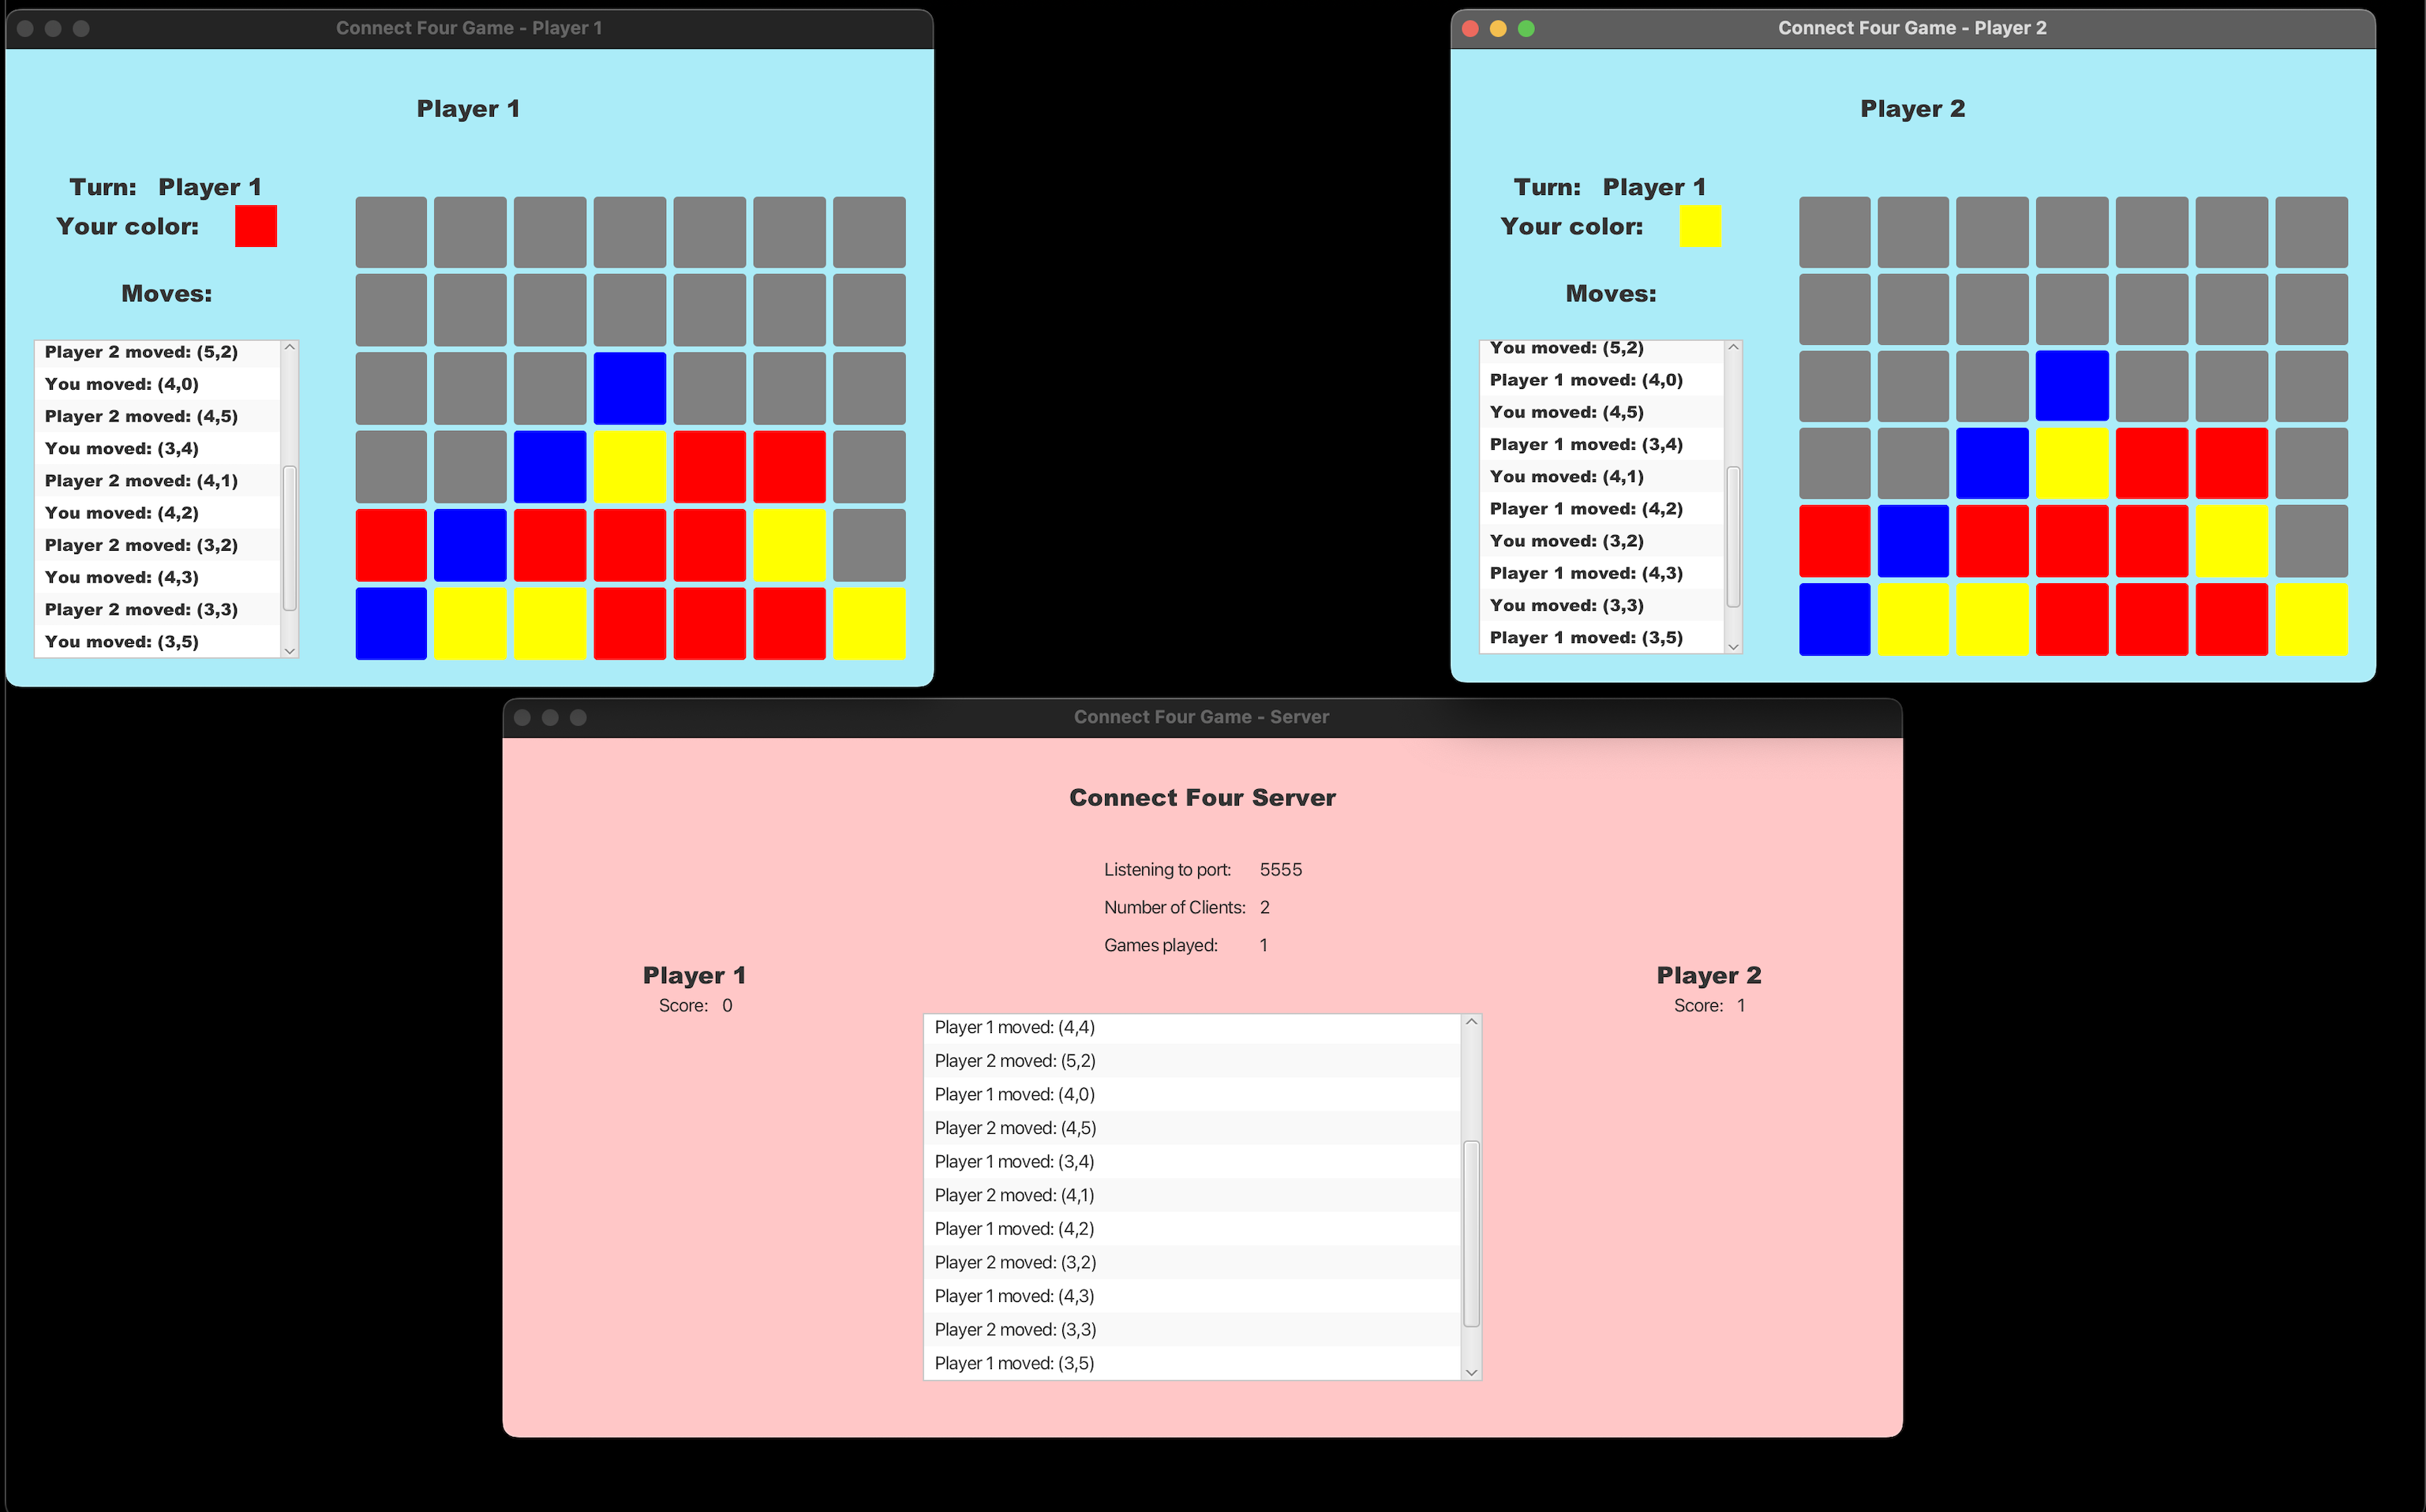 Connect Four Game - Player 1
Player 1
Turn: Player 1
Your color:
Moves:
Player 2 moved: (5,2)
You moved: (4,0)
Player 2 moved: (4,5)
You moved: (3,4)
Player 2 moved: (4,1)
You moved: (4,2)
Player 2 moved: (3,2)
You moved: (4,3)
Player 2 moved: (3,3)
You moved: (3,5)
Connect Four Game - Player 2
Player 2
Turn: Player 1
Your color:
Moves:
You moved: (5,2)
Player 1 moved: (4,0)
You moved: (4,5)
Player 1 moved: (3,4)
You moved: (4,1)
Player 1 moved: (4,2)
You moved: (3,2)
Player 1 moved: (4,3)
You moved: (3,3)
Player 1 moved: (3,5)
Connect Four Game - Server
Connect Four Server
Listening to port: 5555
Number of Clients: 2
Games played: 1
Player 1
Score: 0
Player 2
Score: 1
Player 1 moved: (4,4)
Player 2 moved: (5,2)
Player 1 moved: (4,0)
Player 2 moved: (4,5)
Player 1 moved: (3,4)
Player 2 moved: (4,1)
Player 1 moved: (4,2)
Player 2 moved: (3,2)
Player 1 moved: (4,3)
Player 2 moved: (3,3)
Player 1 moved: (3,5)